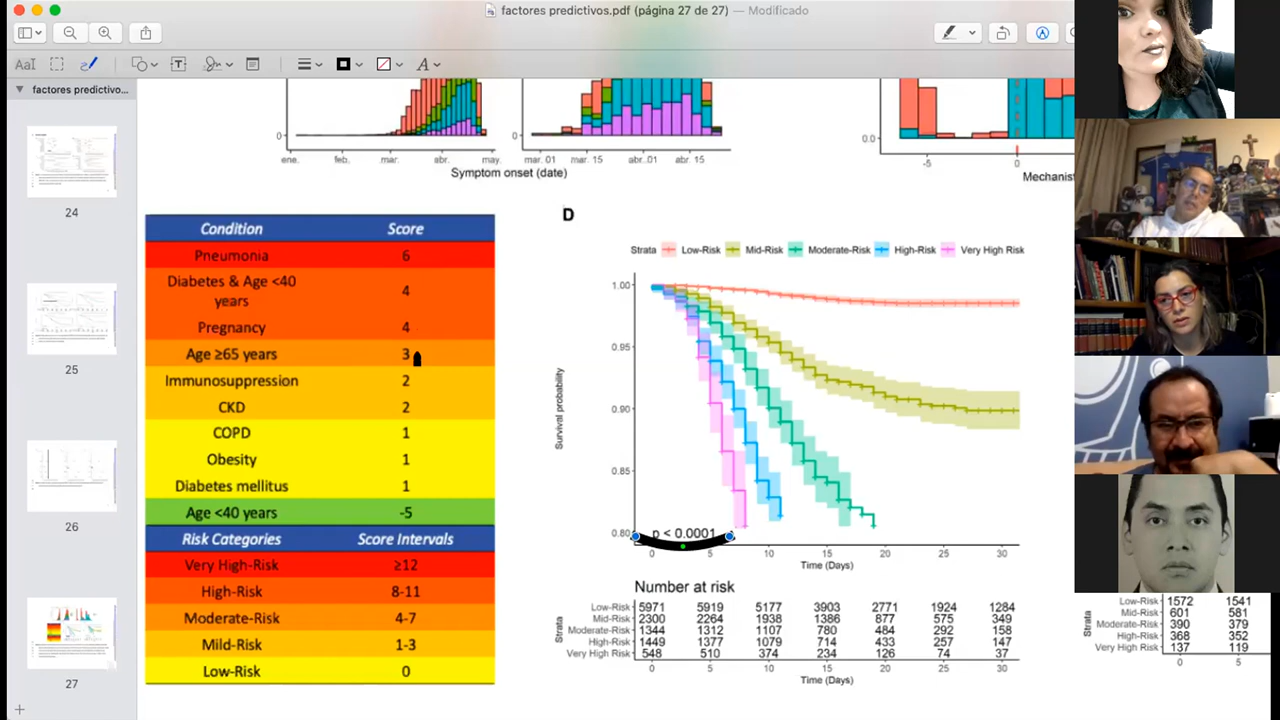 factores predictivos.pdf (página 27 de 27) — Modificado
AaI
T
A
factores predictivo...
24
25
26
27
0
ene. feb. mar. abr. may.
0
mar. 01 mar. 15 abr. 01 abr. 15
Symptom onset (date)
0.0
-5 0
Mechanist
Condition Score
Pneumonia 6
Diabetes & Age <40
years 4
Pregnancy 4
Age ≥65 years 3
Immunosuppression 2
CKD 2
COPD 1
Obesity 1
Diabetes mellitus 1
Age <40 years -5
Risk Categories Score Intervals
Very High-Risk ≥12
High-Risk 8-11
Moderate-Risk 4-7
Mild-Risk 1-3
Low-Risk 0
D
Strata Low-Risk Mid-Risk Moderate-Risk High-Risk Very High Risk
1.00
0.95
0.90
0.85
0.80
Survival probability
p < 0.0001
0 5 10 15 20 25 30
Time (Days)
Number at risk
Strata
Low-Risk 5971 5919 5177 3903 2771 1924 1284
Mid-Risk 2300 2264 1938 1386 877 575 349
Moderate-Risk 1344 1312 1107 780 484 292 158
High-Risk 1449 1377 1079 714 433 257 147
Very High Risk 548 510 374 234 126 74 37
0 5 10 15 20 25 30
Time (Days)
Strata
Low-Risk 1572 1541
Mid-Risk 601 581
Moderate-Risk 390 379
High-Risk 368 352
Very High Risk 137 119
0 5